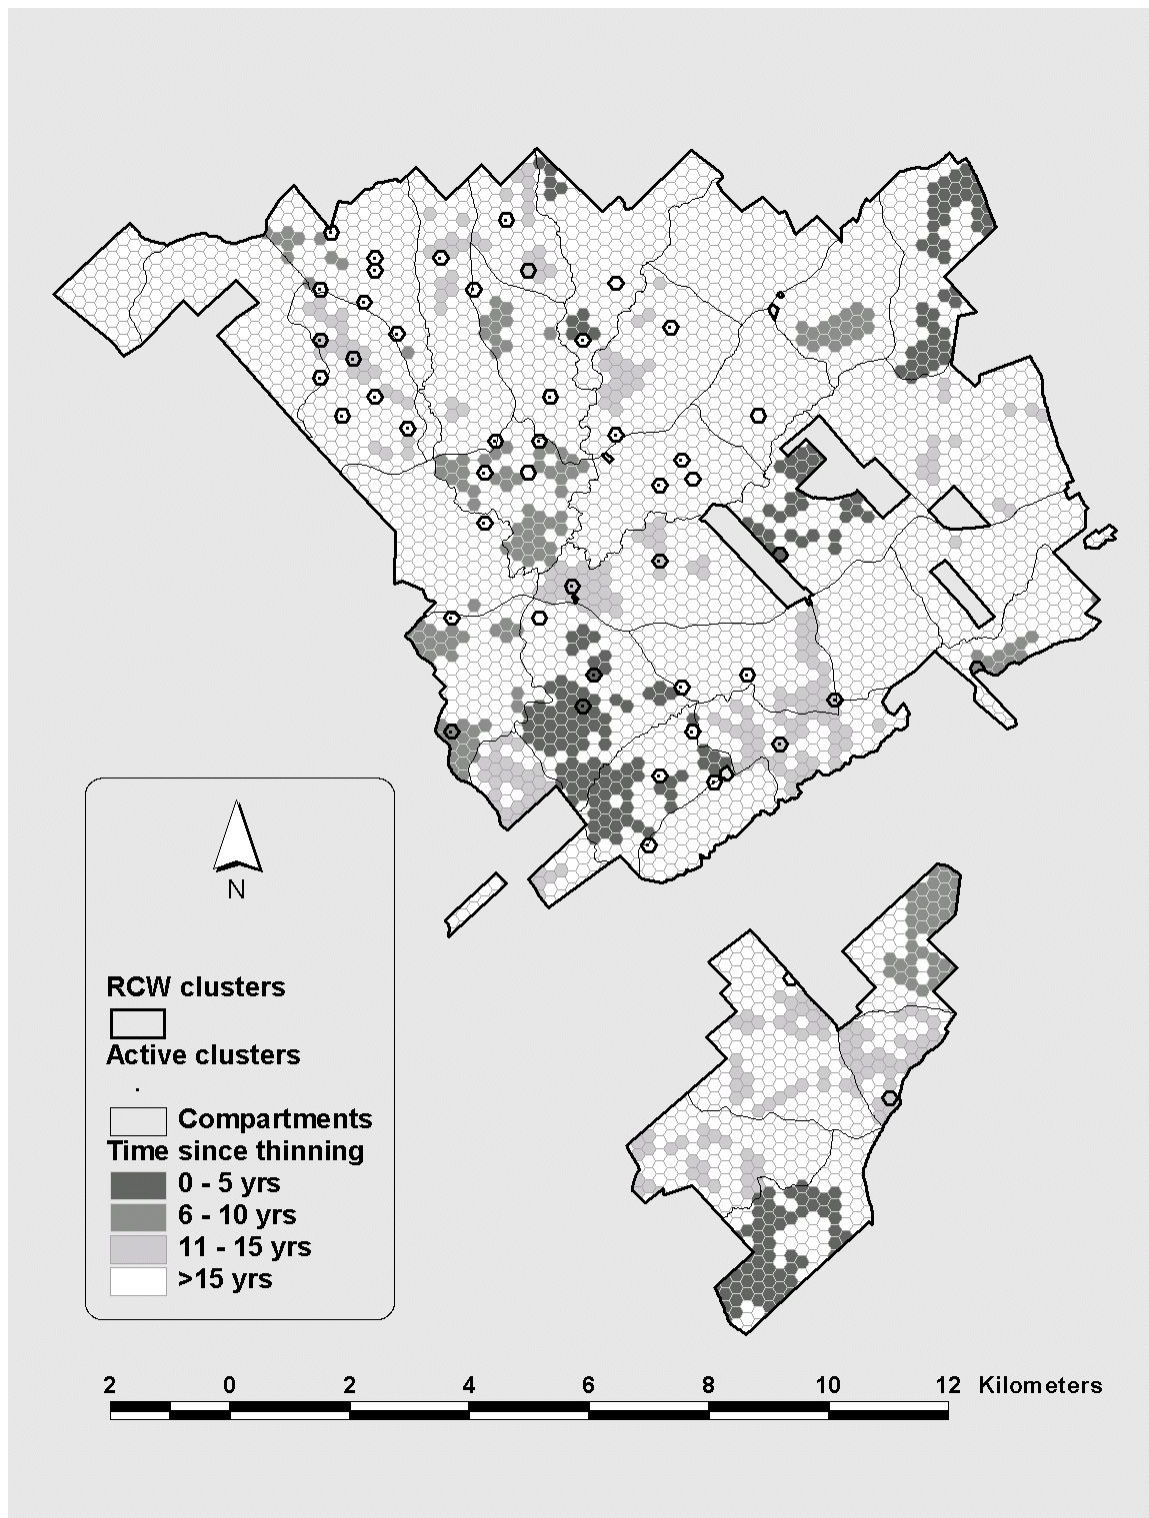 N
RCW clusters
Active clusters
Compartments
Time since thinning
0 - 5 yrs
6 - 10 yrs
11 - 15 yrs
>15 yrs
2 0 2 4 6 8 10 12 Kilometers